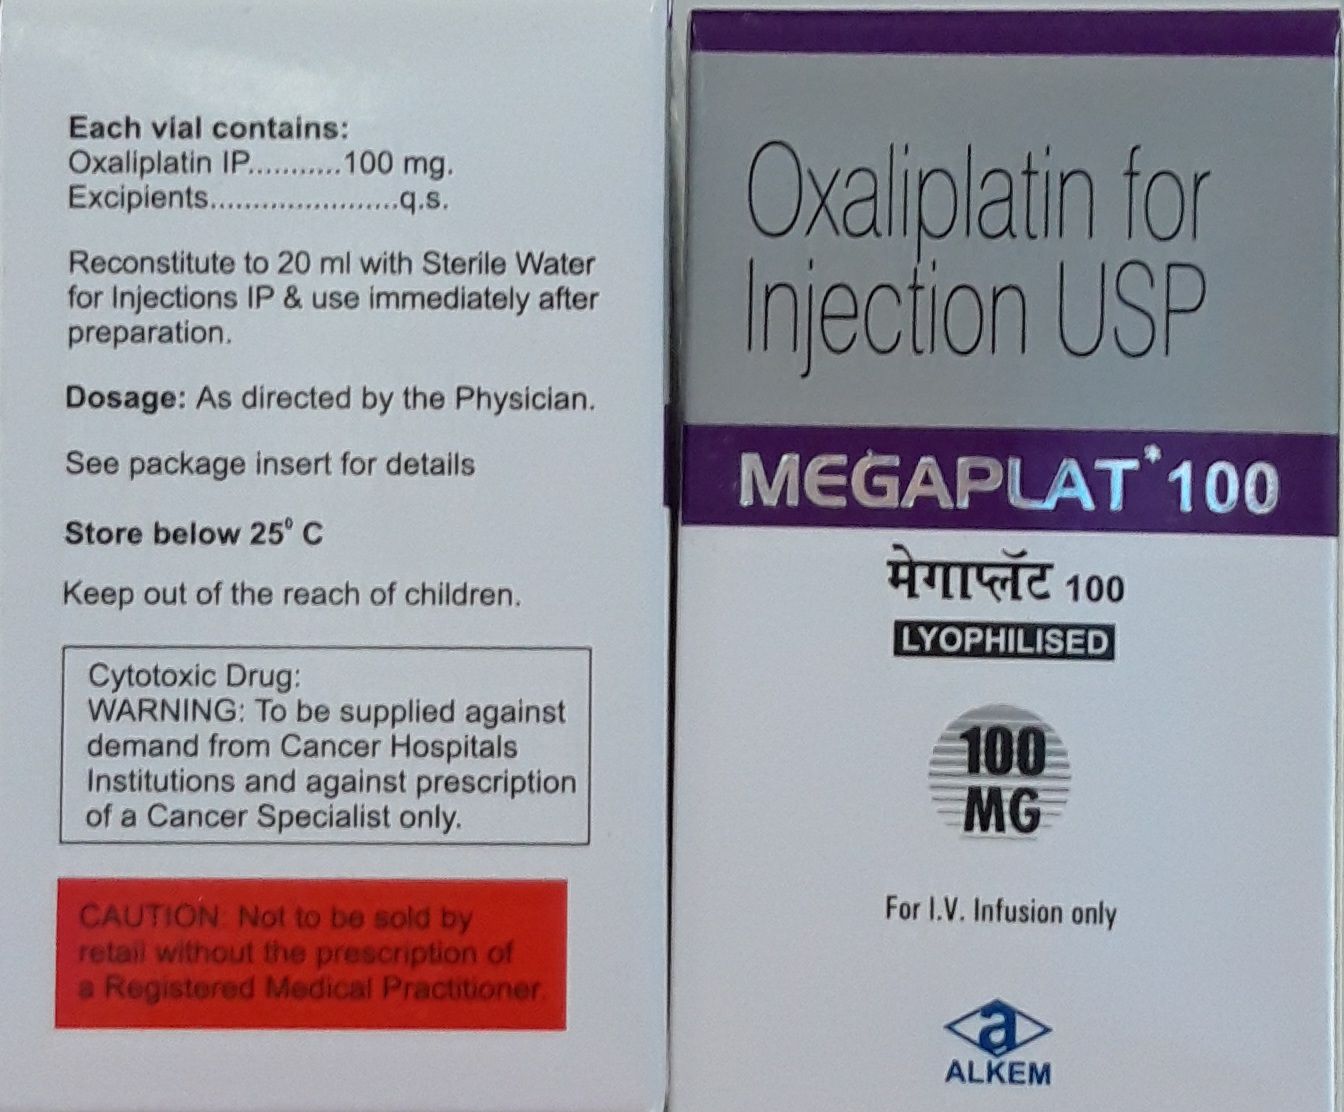 Each vial contains:
Oxaliplatin IP...........100 mg.
Excipients......................q.s.
Reconstitute to 20 ml with Sterile Water
for Injections IP & use immediately after
preparation.
Dosage: As directed by the Physician.
See package insert for details
Store below 25⁰ C
Keep out of the reach of children.
Cytotoxic Drug:
WARNING: To be supplied against
demand from Cancer Hospitals
Institutions and against prescription
of a Cancer Specialist only.
CAUTION: Not to be sold by
retail without the prescription of
a Registered Medical Practitioner.
Oxaliplatin for
Injection USP
MEGAPLAT* 100
मेगाप्लॅट 100
LYOPHILISED
100
MG
For I.V. Infusion only
a
ALKEM